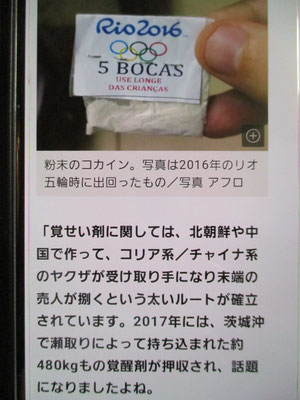 Rio2016
5 BOCAS
USE LONGE
DAS CRIANÇAS
粉末のコカイン。写真は2016年のリオ
五輪時に出回ったもの/写真 アフロ
「覚せい剤に関しては、北朝鮮や中
国で作って、コリア系/チャイナ系
のヤクザが受け取り手になり末端の
売人が捌くという太いルートが確立
されています。2017年には、茨城沖
で瀬取りによって持ち込まれた約
480kgもの覚醒剤が押収され、話題
になりましたよね。